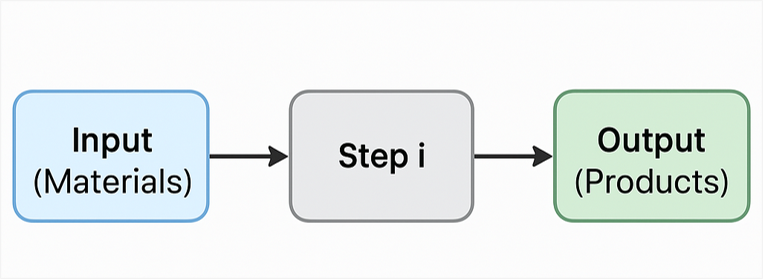 Input
(Materials)
Step i
Output
(Products)